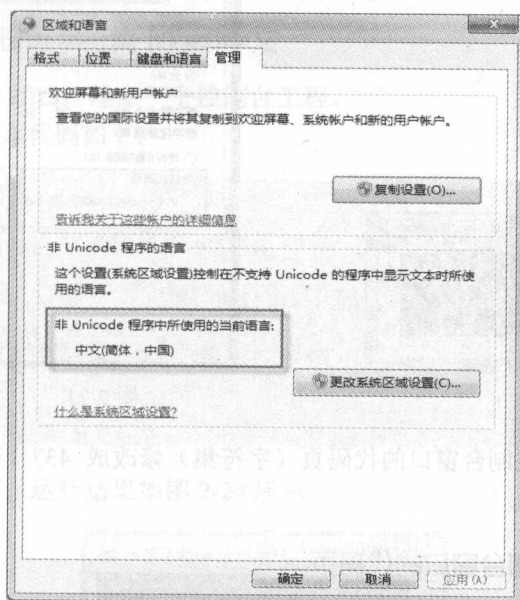 区域和语言
格式 位置 键盘和语言 管理
欢迎屏幕和新用户帐户
查看您的国际设置并将其复制到欢迎屏幕、系统帐户和新的用户帐户。
复制设置(O)...
告诉我关于这些帐户的详细信息
非 Unicode 程序的语言
这个设置(系统区域设置)控制在不支持 Unicode 的程序中显示文本时所使
用的语言。
非 Unicode 程序中所使用的当前语言:
中文(简体，中国)
更改系统区域设置(C)...
什么是系统区域设置?
确定 取消 应用(A)